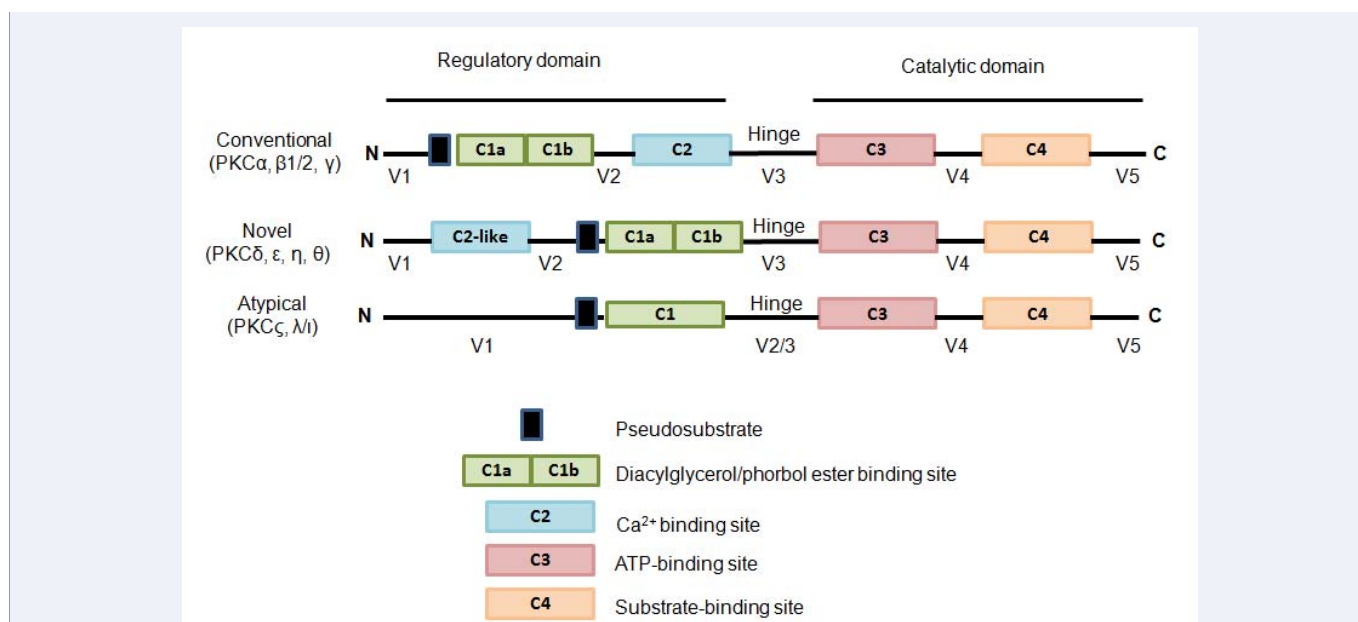 Regulatory domain
Catalytic domain
Conventional
(PKCα, β1/2, γ)
N
C1a
C1b
C2
Hinge
C3
C4
C
V1
V2
V3
V4
V5
Novel
(PKCδ, ε, η, θ)
N
C2-like
C1a
C1b
Hinge
C3
C4
C
V1
V2
V3
V4
V5
Atypical
(PKCς, λ/ι)
N
C1
Hinge
C3
C4
C
V1
V2/3
V4
V5
Pseudosubstrate
C1a
C1b
Diacylglycerol/phorbol ester binding site
C2
Ca²⁺ binding site
C3
ATP-binding site
C4
Substrate-binding site